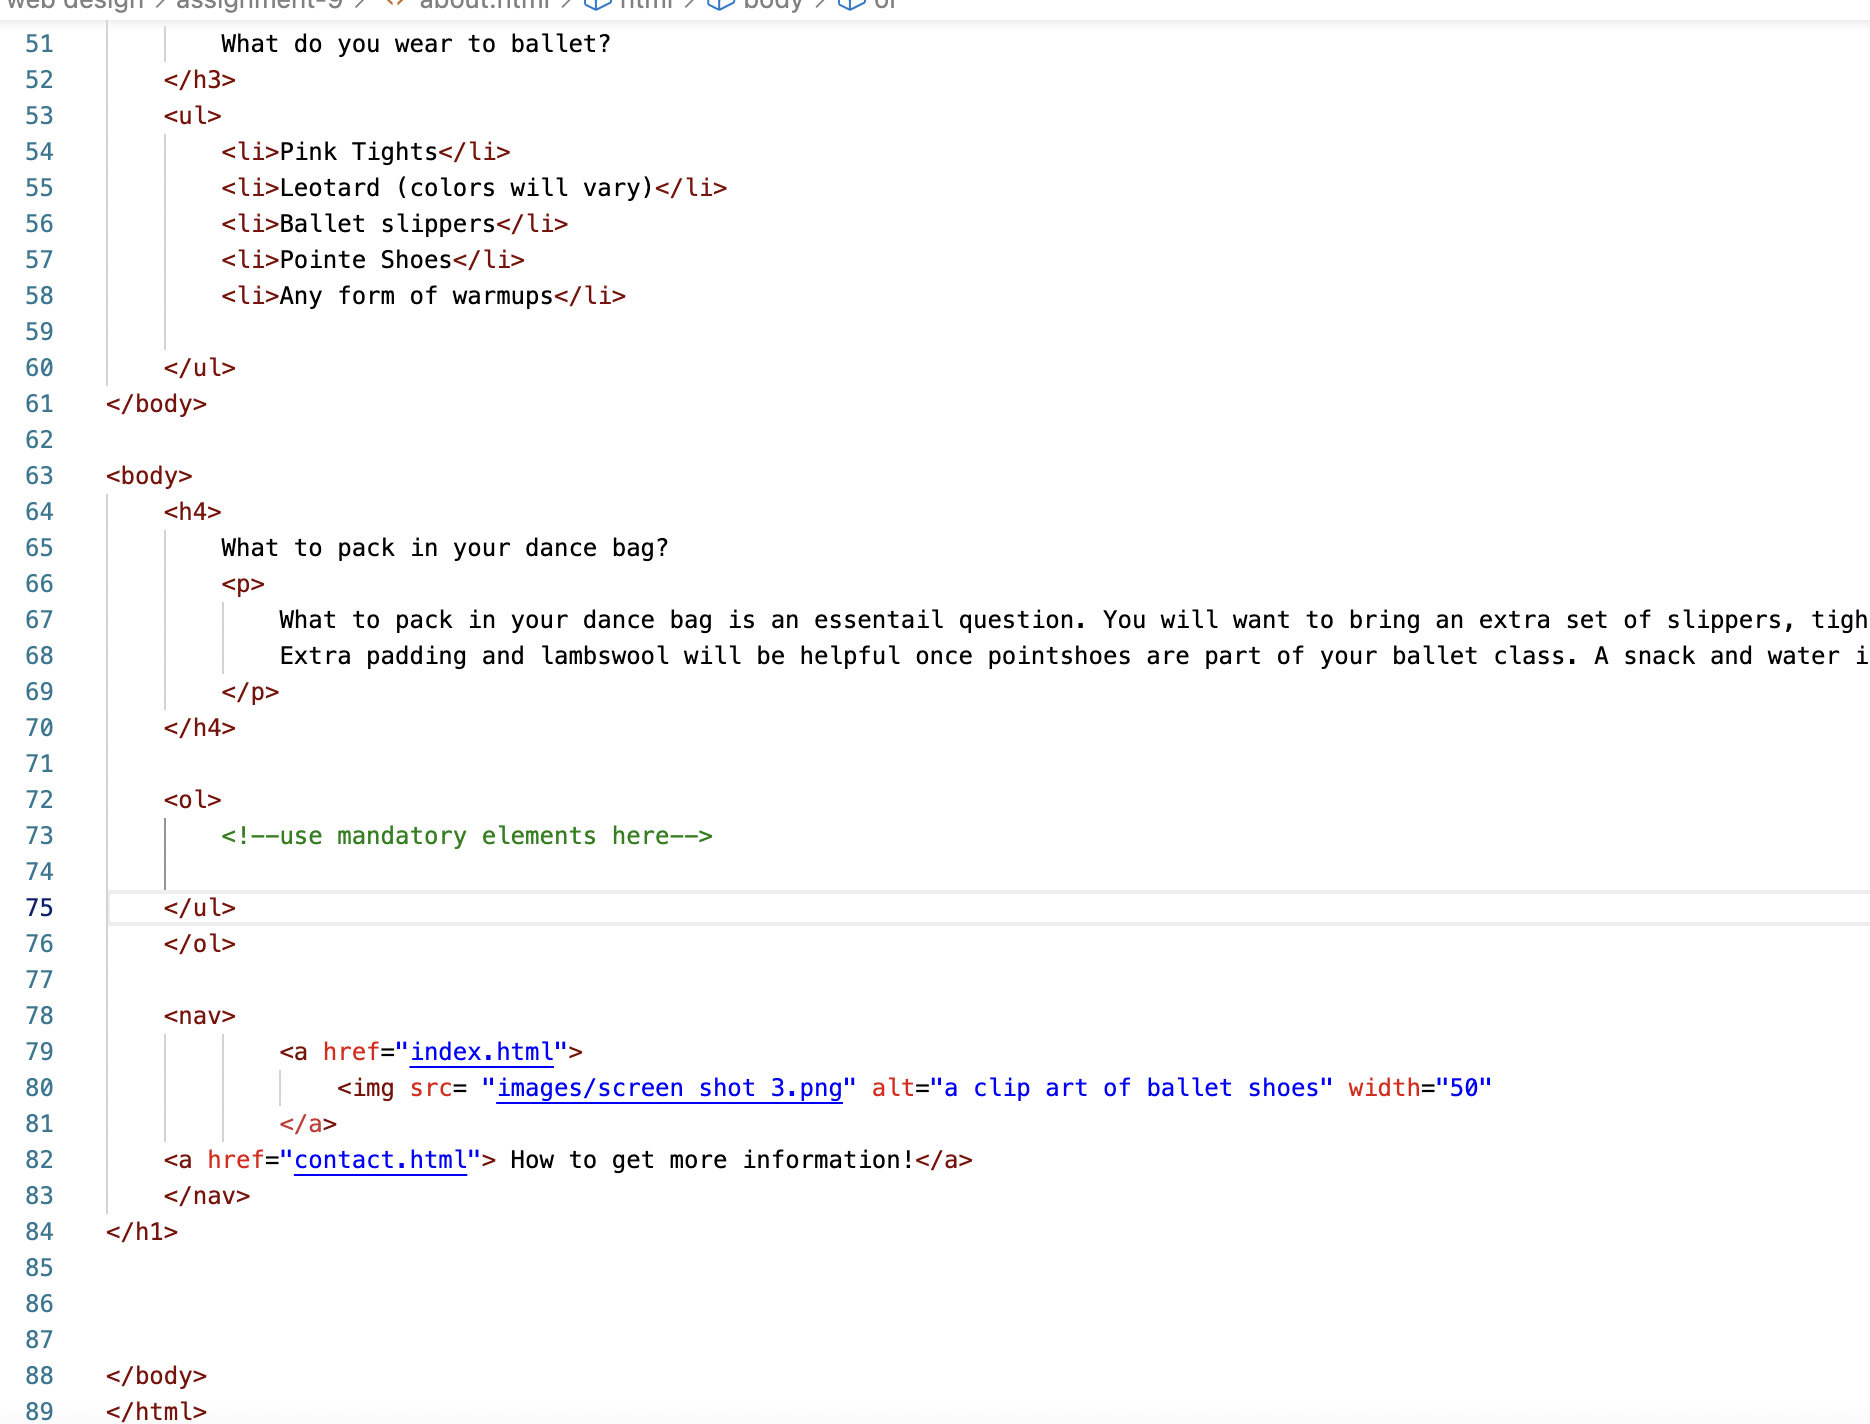 web design > assignment-9 > <> about.html > html > body > ol
51 What do you wear to ballet?
52 </h3>
53 <ul>
54 <li>Pink Tights</li>
55 <li>Leotard (colors will vary)</li>
56 <li>Ballet slippers</li>
57 <li>Pointe Shoes</li>
58 <li>Any form of warmups</li>
59
60 </ul>
61 </body>
62
63 <body>
64 <h4>
65 What to pack in your dance bag?
66 <p>
67 What to pack in your dance bag is an essentail question. You will want to bring an extra set of slippers, tigh
68 Extra padding and lambswool will be helpful once pointshoes are part of your ballet class. A snack and water i
69 </p>
70 </h4>
71
72 <ol>
73 <!--use mandatory elements here-->
74
75 </ul>
76 </ol>
77
78 <nav>
79 <a href="index.html">
80 <img src= "images/screen shot 3.png" alt="a clip art of ballet shoes" width="50"
81 </a>
82 <a href="contact.html"> How to get more information!</a>
83 </nav>
84 </h1>
85
86
87
88 </body>
89 </html>